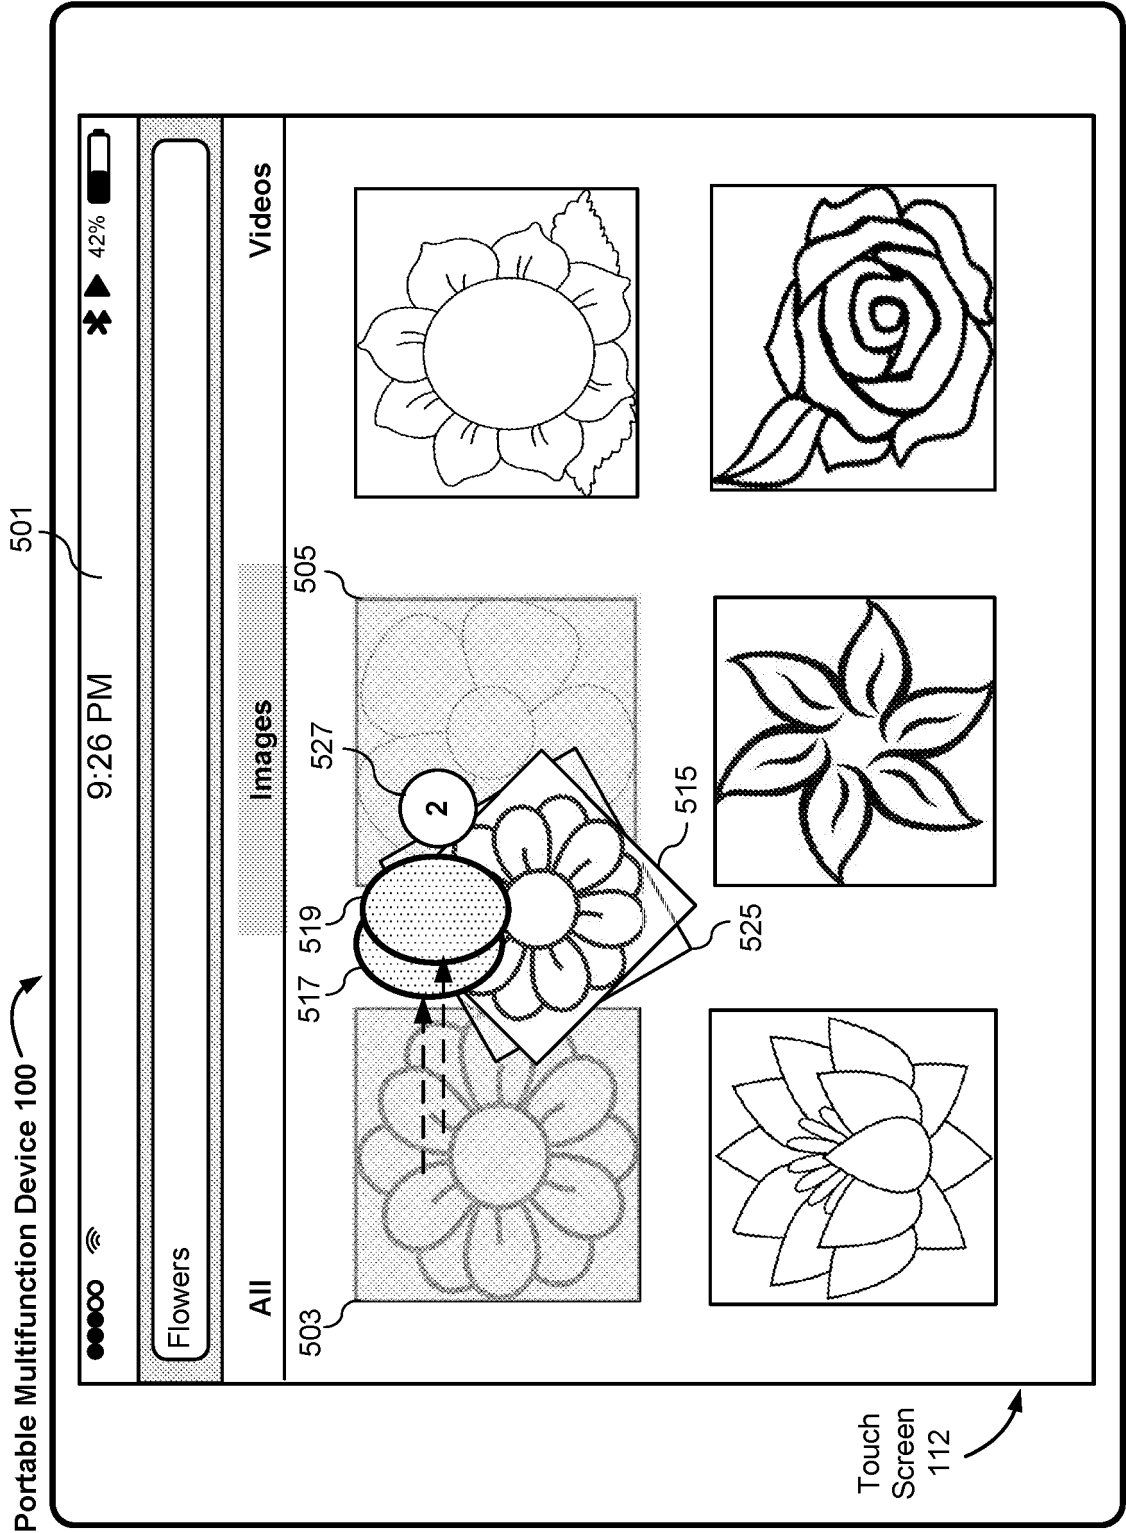 Portable Multifunction Device 100
501
9:26 PM
42%
Flowers
All
Images
Videos
503
517
519
527
505
2
525
515
Touch
Screen
112